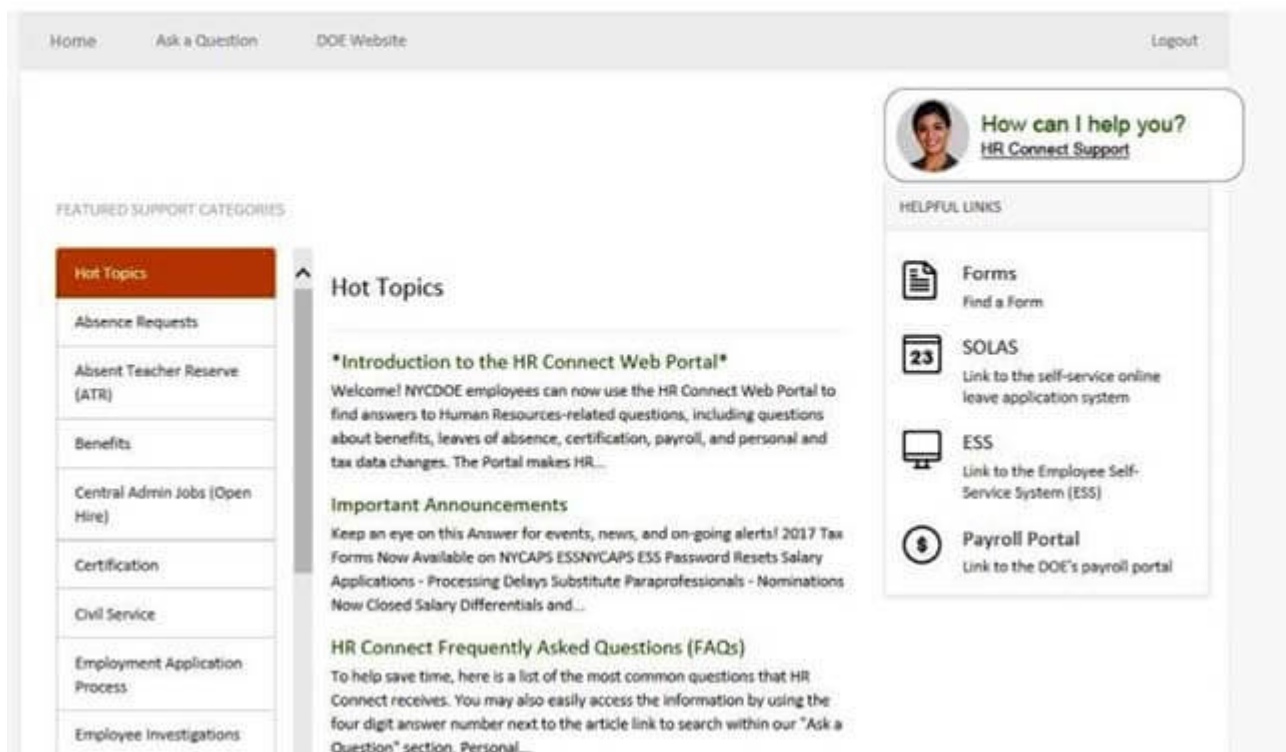 Home Ask a Question DOE Website Logout
How can I help you?
HR Connect Support
FEATURED SUPPORT CATEGORIES
Hot Topics
Absence Requests
Absent Teacher Reserve
(ATR)
Benefits
Central Admin Jobs (Open
Hire)
Certification
Civil Service
Employment Application
Process
Employee Investigations
Hot Topics
*Introduction to the HR Connect Web Portal*
Welcome! NYCDOE employees can now use the HR Connect Web Portal to
find answers to Human Resources-related questions, including questions
about benefits, leaves of absence, certification, payroll, and personal and
tax data changes. The Portal makes HR...
Important Announcements
Keep an eye on this Answer for events, news, and on-going alerts! 2017 Tax
Forms Now Available on NYCAPS ESSNYCAPS ESS Password Resets Salary
Applications - Processing Delays Substitute Paraprofessionals - Nominations
Now Closed Salary Differentials and...
HR Connect Frequently Asked Questions (FAQs)
To help save time, here is a list of the most common questions that HR
Connect receives. You may also easily access the information by using the
four digit answer number next to the article link to search within our "Ask a
Question" section. Personal...
HELPFUL LINKS
Forms
Find a Form
23
SOLAS
Link to the self-service online
leave application system
ESS
Link to the Employee Self-
Service System (ESS)
$
Payroll Portal
Link to the DOE's payroll portal